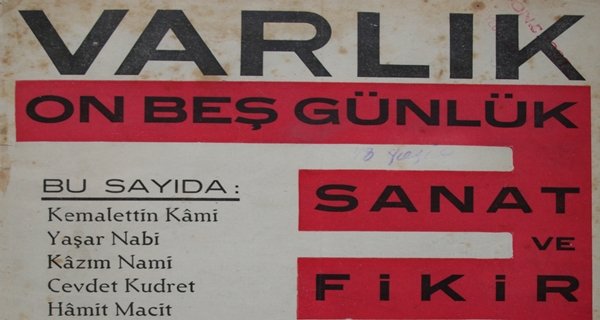 VARLIK
ON BEŞ GÜNLÜK
SANAT
VE
FİKİR
BU SAYIDA:
Kemalettin Kâmi
Yaşar Nabi
Kâzım Nami
Cevdet Kudret
Hâmit Macit